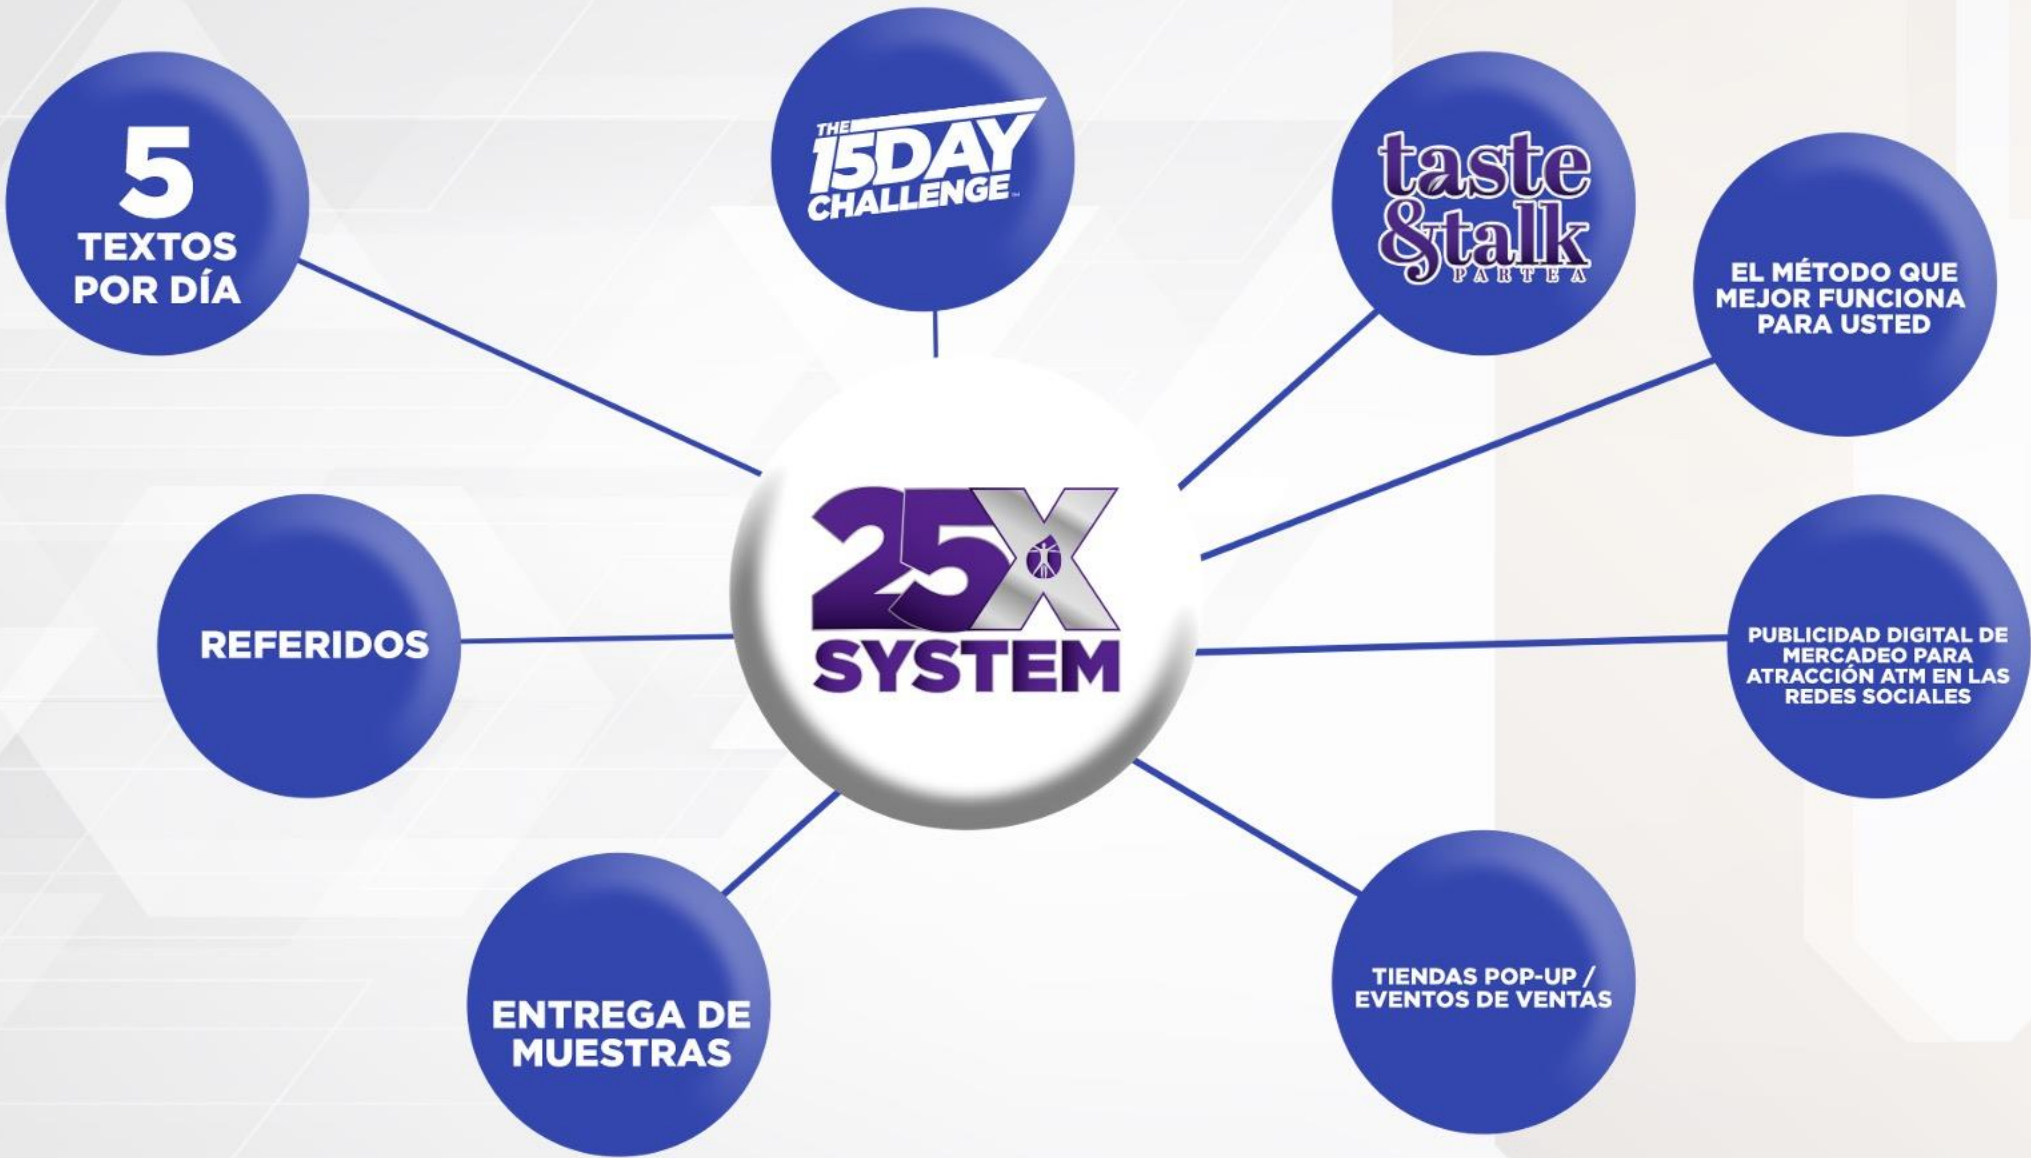 5
TEXTOS
POR DÍA
THE
15DAY
CHALLENGE™
taste
&talk
PARTEA
EL MÉTODO QUE
MEJOR FUNCIONA
PARA USTED
25X
SYSTEM
REFERIDOS
PUBLICIDAD DIGITAL DE
MERCADEO PARA
ATRACCIÓN ATM EN LAS
REDES SOCIALES
ENTREGA DE
MUESTRAS
TIENDAS POP-UP /
EVENTOS DE VENTAS